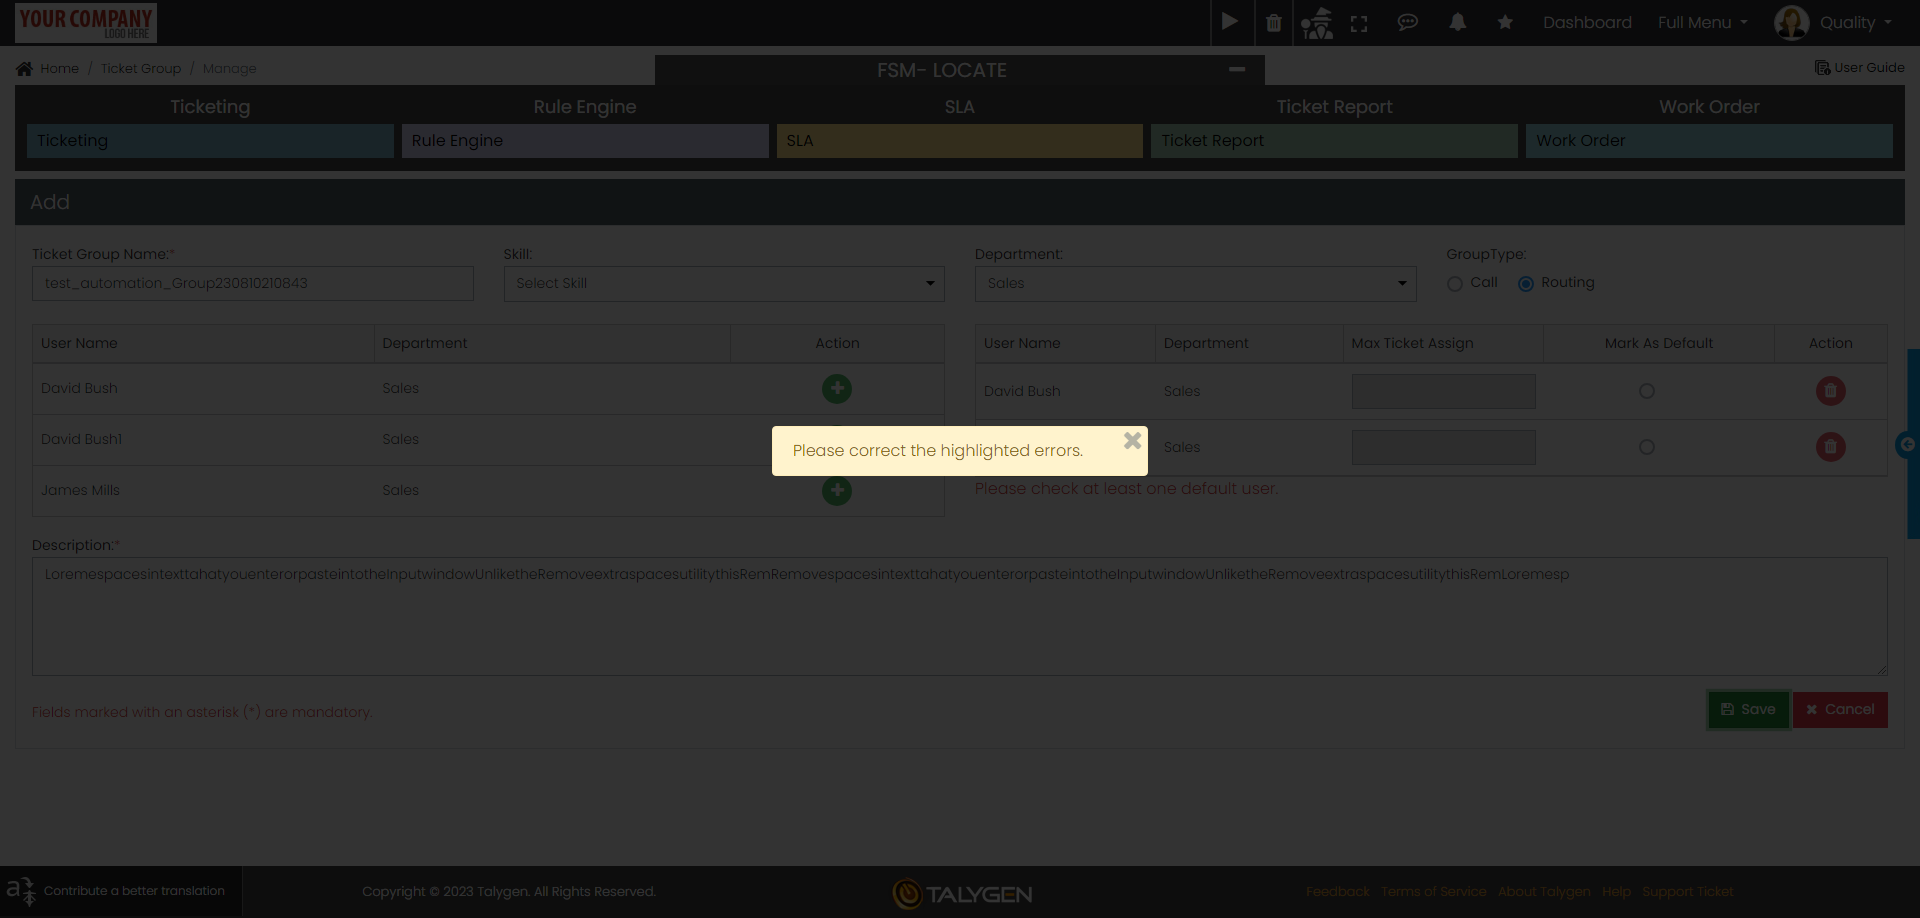 YOUR COMPANY
LOGO HERE
Dashboard
Full Menu
Quality
Home / Ticket Group / Manage
FSM- LOCATE
User Guide
Ticketing
Rule Engine
SLA
Ticket Report
Work Order
Ticketing
Rule Engine
SLA
Ticket Report
Work Order
Add
Ticket Group Name:*
Skill:
Department:
GroupType:
test_automation_Group230810210843
Select Skill
Sales
Call
Routing
User Name
Department
Action
David Bush
Sales
David Bush1
Sales
James Mills
Sales
User Name
Department
Max Ticket Assign
Mark As Default
Action
David Bush
Sales
Sales
Please correct the highlighted errors.
Please check at least one default user.
Description:*
LoremespacesintexttahatyouenterorpasteintotheInputwindowUnliketheRemoveextraspacesutilitythisRemRemovespacesintexttahatyouenterorpasteintotheInputwindowUnliketheRemoveextraspacesutilitythisRemLoremesp
Fields marked with an asterisk (*) are mandatory.
Save
Cancel
Contribute a better translation
Copyright © 2023 Talygen. All Rights Reserved.
TALYGEN
Feedback
Terms of Service
About Talygen
Help
Support Ticket